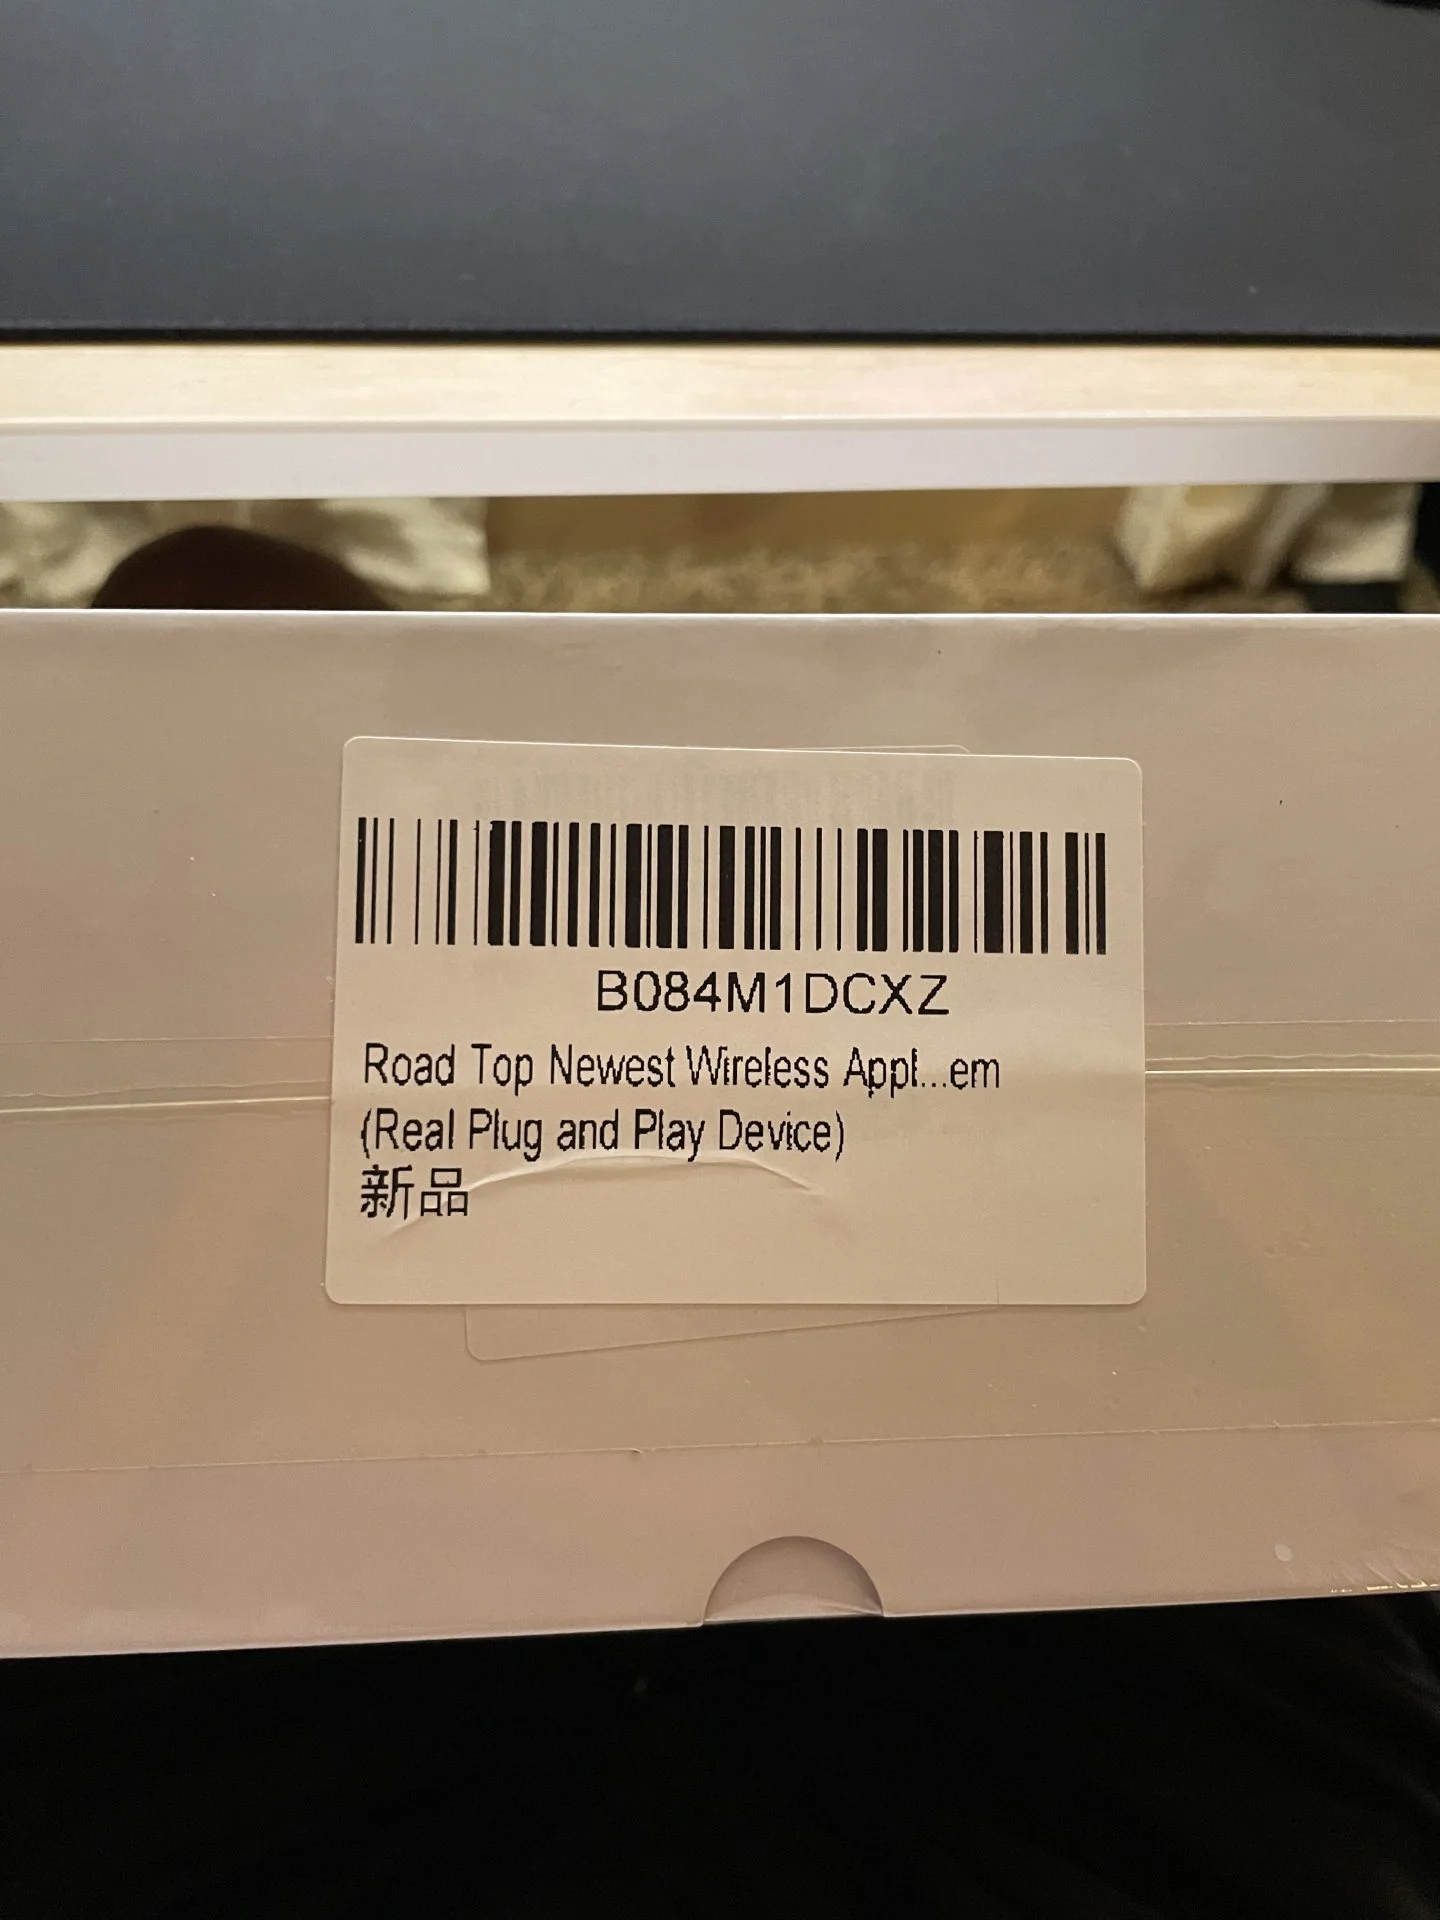 B084M1DCXZ
Road Top Newest Wireless Appl...em
(Real Plug and Play Device)
新品